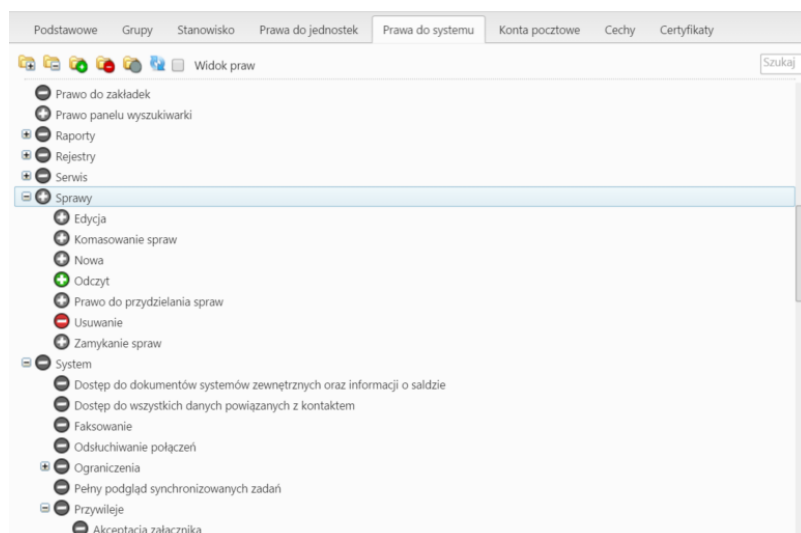 Podstawowe Grupy Stanowisko Prawa do jednostek Prawa do systemu Konta pocztowe Cechy Certyfikaty
Widok praw Szukaj
Prawo do zakładek
Prawo panelu wyszukiwarki
Raporty
Rejestry
Serwis
Sprawy
Edycja
Komasowanie spraw
Nowa
Odczyt
Prawo do przydzielania spraw
Usuwanie
Zamykanie spraw
System
Dostęp do dokumentów systemów zewnętrznych oraz informacji o saldzie
Dostęp do wszystkich danych powiązanych z kontaktem
Faksowanie
Odsłuchiwanie połączeń
Ograniczenia
Pełny podgląd synchronizowanych zadań
Przywileje
Akceptacja załącznika